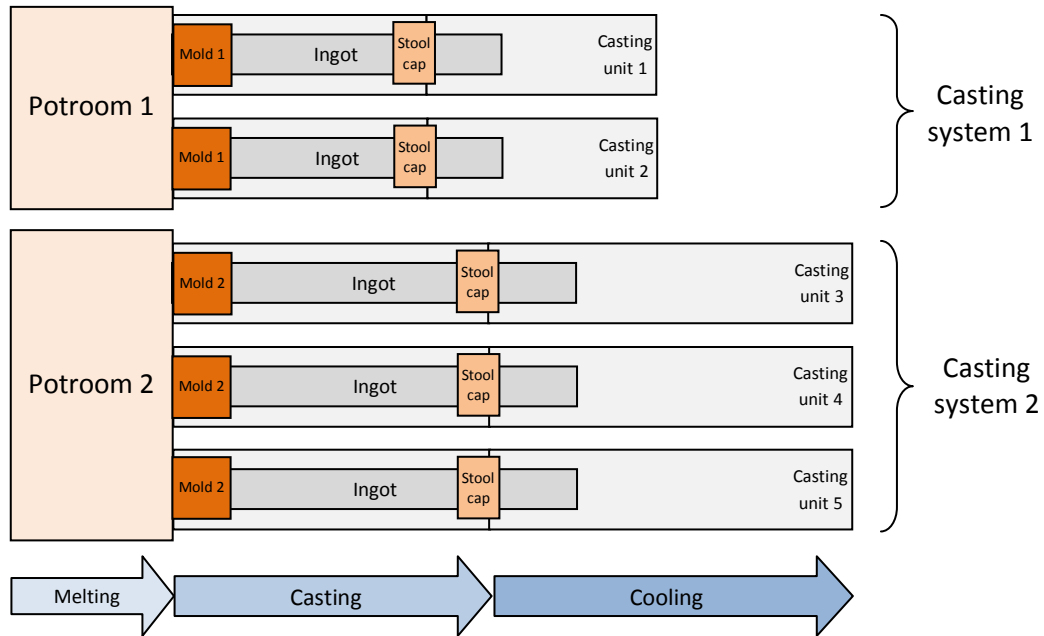 Potroom 1
Mold 1
Ingot
Stool
cap
Casting
unit 1
Mold 1
Ingot
Stool
cap
Casting
unit 2
Casting
system 1
Potroom 2
Mold 2
Ingot
Stool
cap
Casting
unit 3
Mold 2
Ingot
Stool
cap
Casting
unit 4
Mold 2
Ingot
Stool
cap
Casting
unit 5
Casting
system 2
Melting
Casting
Cooling